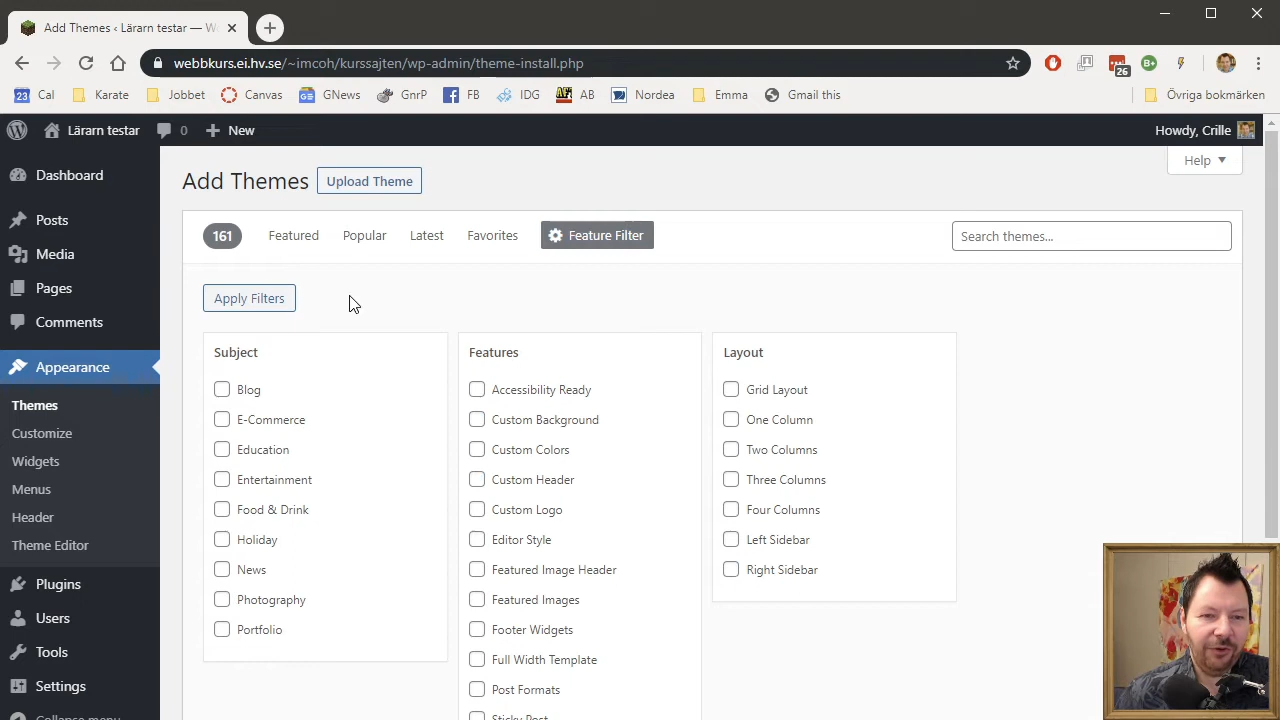 Add Themes ‹ Lärarn testar — W
webbkurs.ei.hv.se/~imcoh/kurssajten/wp-admin/theme-install.php
26
23 Cal Karate Jobbet Canvas GNews GnrP FB IDG AB Nordea Emma Gmail this Övriga bokmärken
Lärarn testar 0 New Howdy, Crille
Help
Add Themes Upload Theme
161 Featured Popular Latest Favorites Feature Filter Search themes...
Apply Filters
Dashboard
Posts
Media
Pages
Comments
Appearance
Themes
Customize
Widgets
Menus
Header
Theme Editor
Plugins
Users
Tools
Settings
Collapse menu
Subject
Blog
E-Commerce
Education
Entertainment
Food & Drink
Holiday
News
Photography
Portfolio
Features
Accessibility Ready
Custom Background
Custom Colors
Custom Header
Custom Logo
Editor Style
Featured Image Header
Featured Images
Footer Widgets
Full Width Template
Post Formats
Sticky Post
Layout
Grid Layout
One Column
Two Columns
Three Columns
Four Columns
Left Sidebar
Right Sidebar